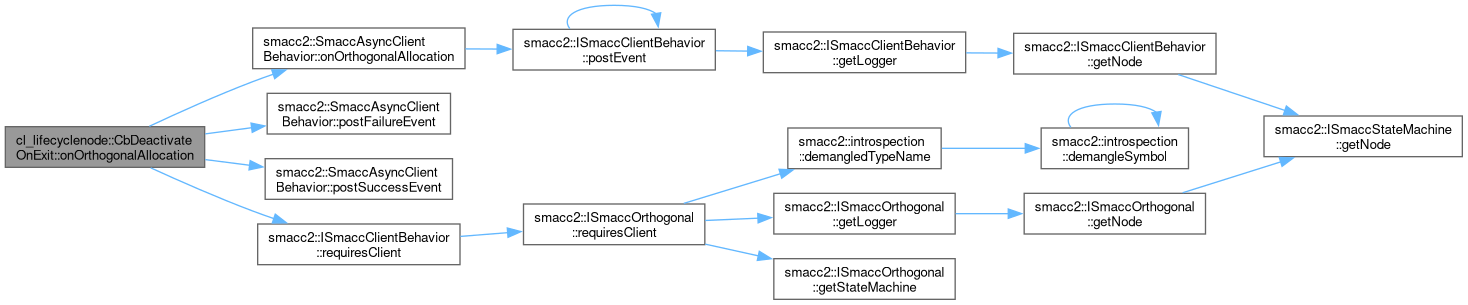 cl_lifecyclenode::CbDeactivate
OnExit::onOrthogonalAllocation
smacc2::SmaccAsyncClient
Behavior::onOrthogonalAllocation
smacc2::SmaccAsyncClient
Behavior::postFailureEvent
smacc2::SmaccAsyncClient
Behavior::postSuccessEvent
smacc2::ISmaccClientBehavior
::requiresClient
smacc2::ISmaccClientBehavior
::postEvent
smacc2::ISmaccClientBehavior
::getLogger
smacc2::ISmaccClientBehavior
::getNode
smacc2::ISmaccStateMachine
::getNode
smacc2::ISmaccOrthogonal
::requiresClient
smacc2::introspection
::demangledTypeName
smacc2::introspection
::demangleSymbol
smacc2::ISmaccOrthogonal
::getLogger
smacc2::ISmaccOrthogonal
::getNode
smacc2::ISmaccOrthogonal
::getStateMachine